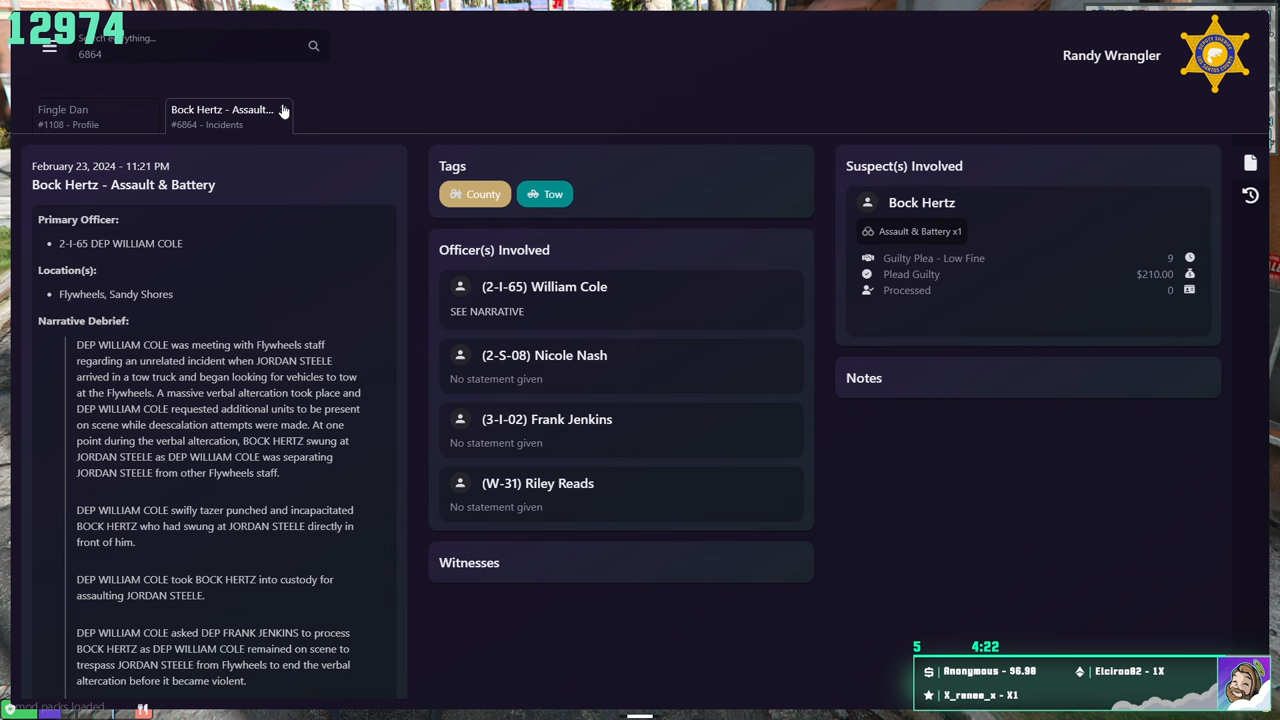 12974
Search everything...
6864
Randy Wrangler
DEPUTY SHERIFF
Fingle Dan
#1108 - Profile
Bock Hertz - Assault...
#6864 - Incidents
February 23, 2024 - 11:21 PM
Bock Hertz - Assault & Battery
Primary Officer:
2-I-65 DEP WILLIAM COLE
Location(s):
Flywheels, Sandy Shores
Narrative Debrief:
DEP WILLIAM COLE was meeting with Flywheels staff
regarding an unrelated incident when JORDAN STEELE
arrived in a tow truck and began looking for vehicles to tow
at the Flywheels. A massive verbal altercation took place and
DEP WILLIAM COLE requested additional units to be present
on scene while deescalation attempts were made. At one
point during the verbal altercation, BOCK HERTZ swung at
JORDAN STEELE as DEP WILLIAM COLE was separating
JORDAN STEELE from other Flywheels staff.
DEP WILLIAM COLE swifly tazer punched and incapacitated
BOCK HERTZ who had swung at JORDAN STEELE directly in
front of him.
DEP WILLIAM COLE took BOCK HERTZ into custody for
assaulting JORDAN STEELE.
DEP WILLIAM COLE asked DEP FRANK JENKINS to process
BOCK HERTZ as DEP WILLIAM COLE remained on scene to
trespass JORDAN STEELE from Flywheels to end the verbal
altercation before it became violent.
mod packs loaded
Tags
County
Tow
Officer(s) Involved
(2-I-65) William Cole
SEE NARRATIVE
(2-S-08) Nicole Nash
No statement given
(3-I-02) Frank Jenkins
No statement given
(W-31) Riley Reads
No statement given
Witnesses
Suspect(s) Involved
Bock Hertz
Assault & Battery x1
Guilty Plea - Low Fine 9
Plead Guilty $210.00
Processed 0
Notes
5 4:22
Anonymous - $6.98
Elciroo82 - 1X
X_renee_x - X1